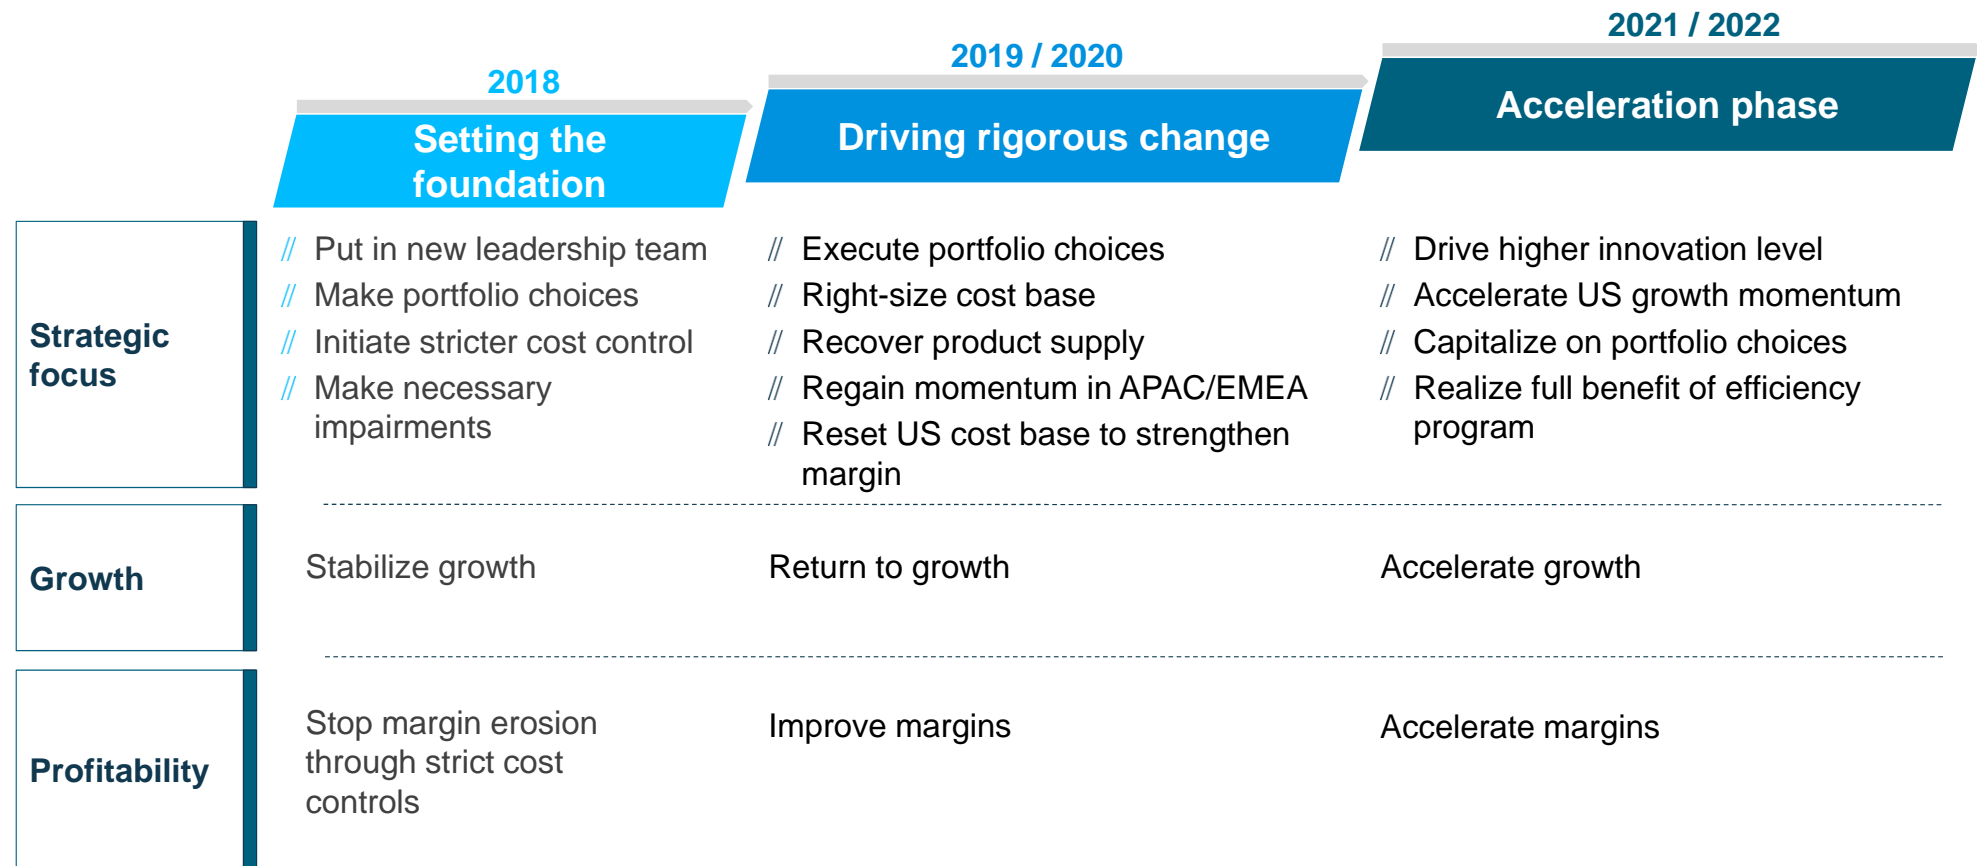 2018
Setting the
foundation
2019 / 2020
Driving rigorous change
2021 / 2022
Acceleration phase
Strategic
focus
// Put in new leadership team
// Make portfolio choices
// Initiate stricter cost control
// Make necessary
impairments
// Execute portfolio choices
// Right-size cost base
// Recover product supply
// Regain momentum in APAC/EMEA
// Reset US cost base to strengthen
margin
// Drive higher innovation level
// Accelerate US growth momentum
// Capitalize on portfolio choices
// Realize full benefit of efficiency
program
Growth
Stabilize growth
Return to growth
Accelerate growth
Profitability
Stop margin erosion
through strict cost
controls
Improve margins
Accelerate margins